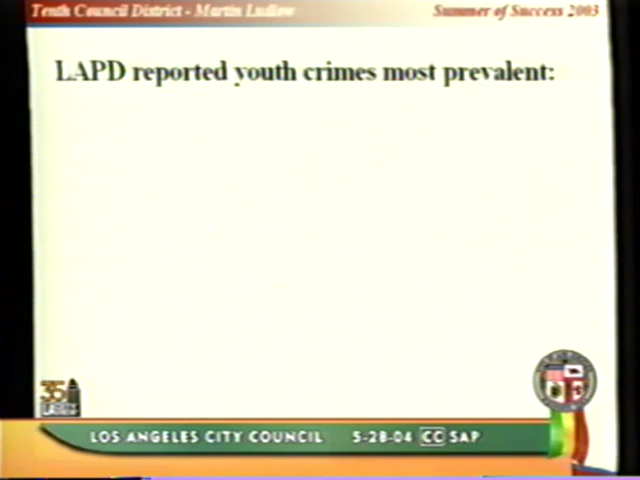 Tenth Council District - Martin Ludlow
Summer of Success 2003
LAPD reported youth crimes most prevalent:
35
LOS ANGELES CITY COUNCIL 5-28-04 CC SAP